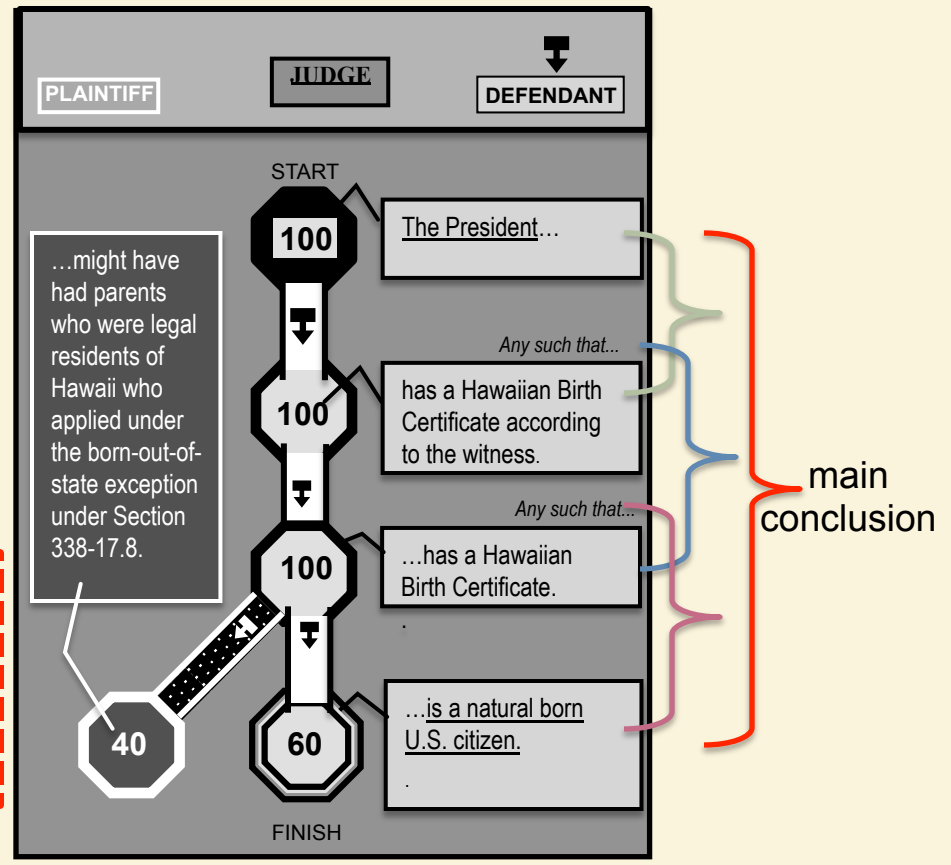 PLAINTIFF
JUDGE
DEFENDANT
START
100
The President…
…might have
had parents
who were legal
residents of
Hawaii who
applied under
the born-out-of-
state exception
under Section
338-17.8.
Any such that...
100
has a Hawaiian Birth
Certificate according
to the witness.
Any such that...
main
conclusion
100
…has a Hawaiian
Birth Certificate.
.
40
60
…is a natural born
U.S. citizen.
.
FINISH